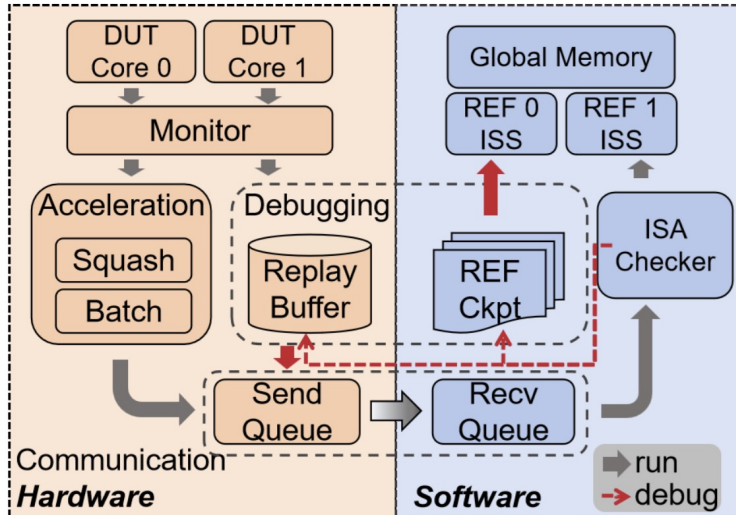 DUT
Core 0
DUT
Core 1
Monitor
Acceleration
Squash
Batch
Debugging
Replay
Buffer
Send
Queue
Communication
Hardware
Global Memory
REF 0
ISS
REF 1
ISS
REF
Ckpt
ISA
Checker
Recv
Queue
Software
run
debug